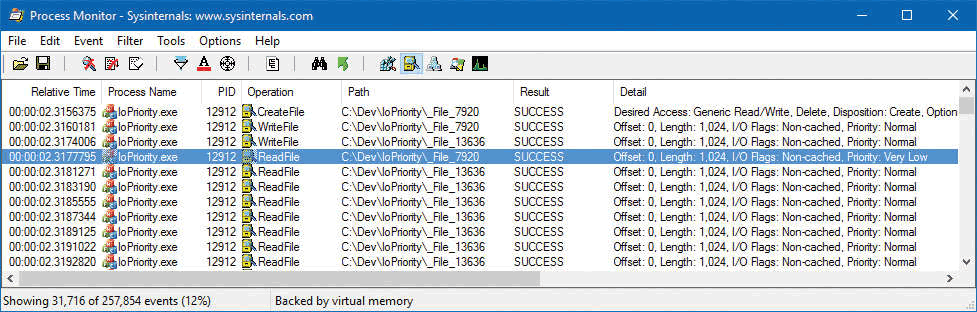 Process Monitor - Sysinternals: www.sysinternals.com
File Edit Event Filter Tools Options Help
Relative Time Process Name PID Operation Path Result Detail
00:00:02.3156375 IoPriority.exe 12912 CreateFile C:\Dev\IoPriority\_File_7920 SUCCESS Desired Access: Generic Read/Write, Delete, Disposition: Create, Option
00:00:02.3160181 IoPriority.exe 12912 WriteFile C:\Dev\IoPriority\_File_7920 SUCCESS Offset: 0, Length: 1,024, I/O Flags: Non-cached, Priority: Normal
00:00:02.3174006 IoPriority.exe 12912 WriteFile C:\Dev\IoPriority\_File_13636 SUCCESS Offset: 0, Length: 1,024, I/O Flags: Non-cached, Priority: Normal
00:00:02.3177795 IoPriority.exe 12912 ReadFile C:\Dev\IoPriority\_File_7920 SUCCESS Offset: 0, Length: 1,024, I/O Flags: Non-cached, Priority: Very Low
00:00:02.3181271 IoPriority.exe 12912 ReadFile C:\Dev\IoPriority\_File_13636 SUCCESS Offset: 0, Length: 1,024, I/O Flags: Non-cached, Priority: Normal
00:00:02.3183190 IoPriority.exe 12912 ReadFile C:\Dev\IoPriority\_File_13636 SUCCESS Offset: 0, Length: 1,024, I/O Flags: Non-cached, Priority: Normal
00:00:02.3185555 IoPriority.exe 12912 ReadFile C:\Dev\IoPriority\_File_13636 SUCCESS Offset: 0, Length: 1,024, I/O Flags: Non-cached, Priority: Normal
00:00:02.3187344 IoPriority.exe 12912 ReadFile C:\Dev\IoPriority\_File_13636 SUCCESS Offset: 0, Length: 1,024, I/O Flags: Non-cached, Priority: Normal
00:00:02.3189125 IoPriority.exe 12912 ReadFile C:\Dev\IoPriority\_File_13636 SUCCESS Offset: 0, Length: 1,024, I/O Flags: Non-cached, Priority: Normal
00:00:02.3191022 IoPriority.exe 12912 ReadFile C:\Dev\IoPriority\_File_13636 SUCCESS Offset: 0, Length: 1,024, I/O Flags: Non-cached, Priority: Normal
00:00:02.3192820 IoPriority.exe 12912 ReadFile C:\Dev\IoPriority\_File_13636 SUCCESS Offset: 0, Length: 1,024, I/O Flags: Non-cached, Priority: Normal
Showing 31,716 of 257,854 events (12%) Backed by virtual memory